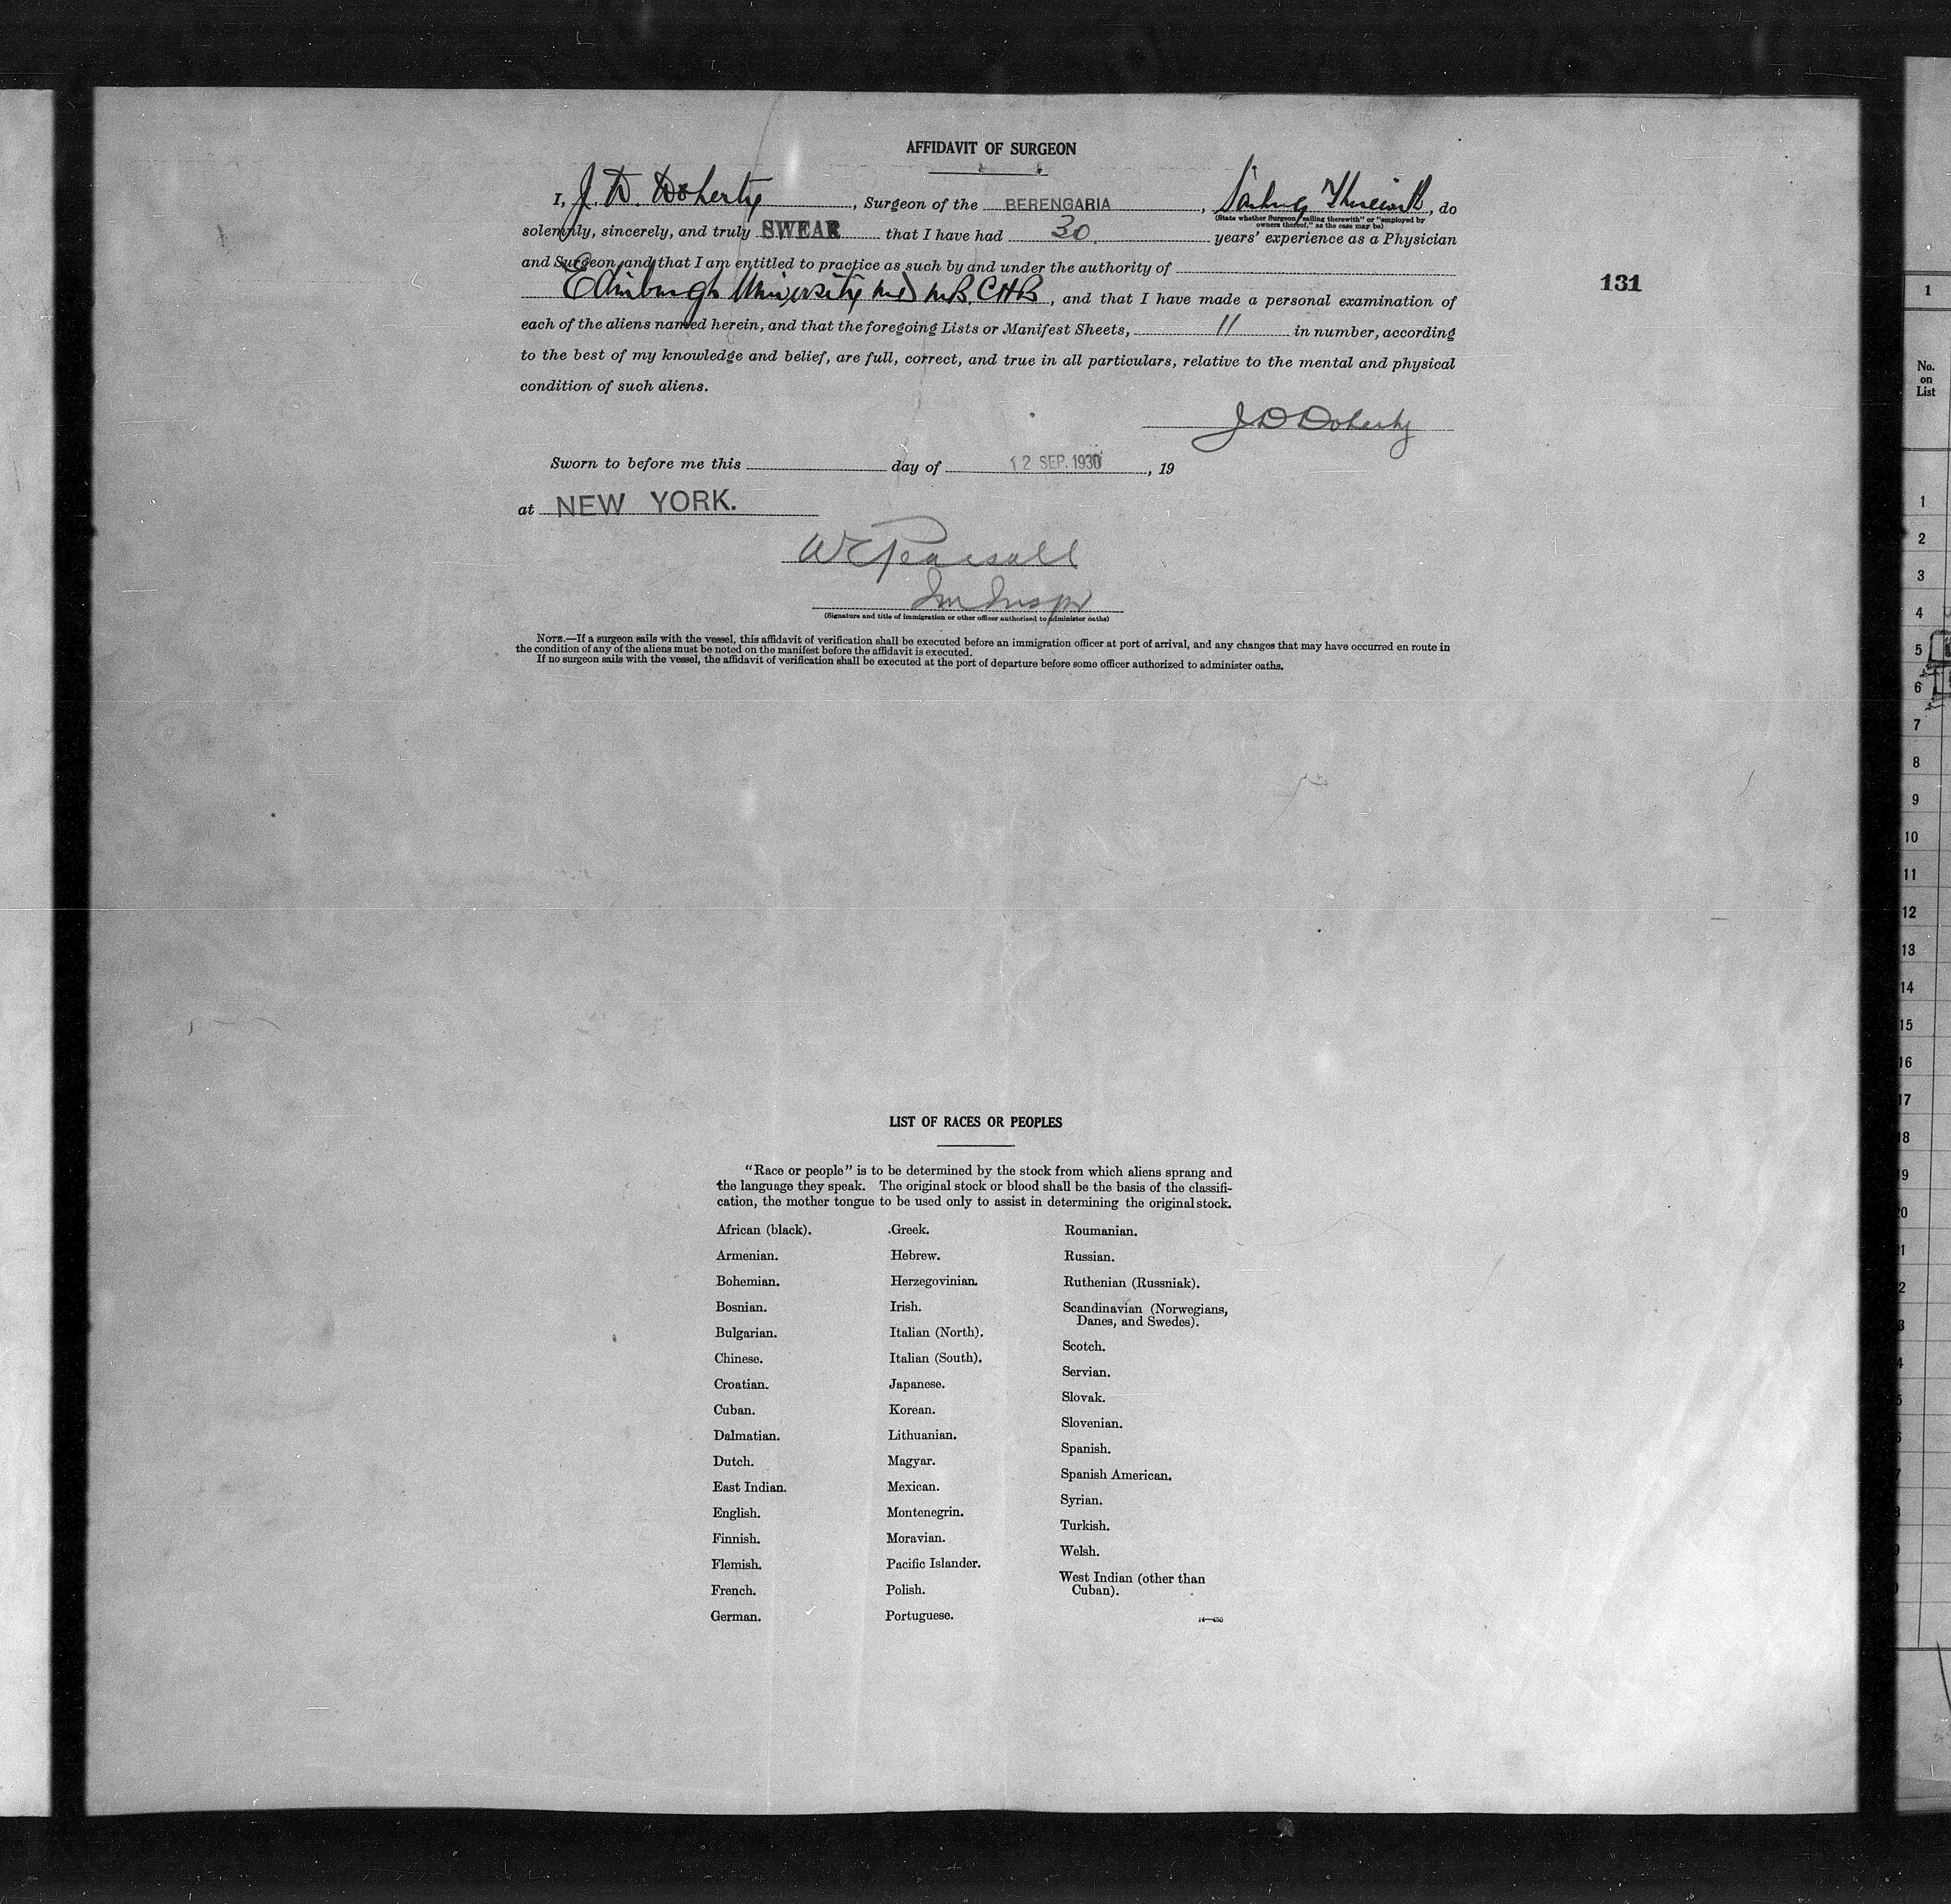 AFFIDAVIT OF SURGEON
I, J. D. Doherty, Surgeon of the BERENGARIA, Sailing Therewith, do
(State whether Surgeon "sailing therewith" or "employed by
owners thereof," as the case may be)
solemnly, sincerely, and truly SWEAR that I have had 30 years' experience as a Physician
and Surgeon and that I am entitled to practice as such by and under the authority of
Edinburgh University M.D M.B. CHB, and that I have made a personal examination of
each of the aliens named herein, and that the foregoing Lists or Manifest Sheets, 11 in number, according
to the best of my knowledge and belief, are full, correct, and true in all particulars, relative to the mental and physical
condition of such aliens.
J D Doherty
Sworn to before me this day of 12 SEP. 1930, 19
at NEW YORK.
W E Pearsall
Im Inspr
(Signature and title of immigration or other officer authorized to administer oaths)
NOTE.—If a surgeon sails with the vessel, this affidavit of verification shall be executed before an immigration officer at port of arrival, and any changes that may have occurred en route in
the condition of any of the aliens must be noted on the manifest before the affidavit is executed.
If no surgeon sails with the vessel, the affidavit of verification shall be executed at the port of departure before some officer authorized to administer oaths.
131
LIST OF RACES OR PEOPLES
"Race or people" is to be determined by the stock from which aliens sprang and
the language they speak. The original stock or blood shall be the basis of the classifi-
cation, the mother tongue to be used only to assist in determining the original stock.
African (black).
Armenian.
Bohemian.
Bosnian.
Bulgarian.
Chinese.
Croatian.
Cuban.
Dalmatian.
Dutch.
East Indian.
English.
Finnish.
Flemish.
French.
German.
Greek.
Hebrew.
Herzegovinian.
Irish.
Italian (North).
Italian (South).
Japanese.
Korean.
Lithuanian.
Magyar.
Mexican.
Montenegrin.
Moravian.
Pacific Islander.
Polish.
Portuguese.
Roumanian.
Russian.
Ruthenian (Russniak).
Scandinavian (Norwegians,
Danes, and Swedes).
Scotch.
Servian.
Slovak.
Slovenian.
Spanish.
Spanish American.
Syrian.
Turkish.
Welsh.
West Indian (other than
Cuban).
1
No.
on
List
1
2
3
4
5
6
7
8
9
10
11
12
13
14
15
16
17